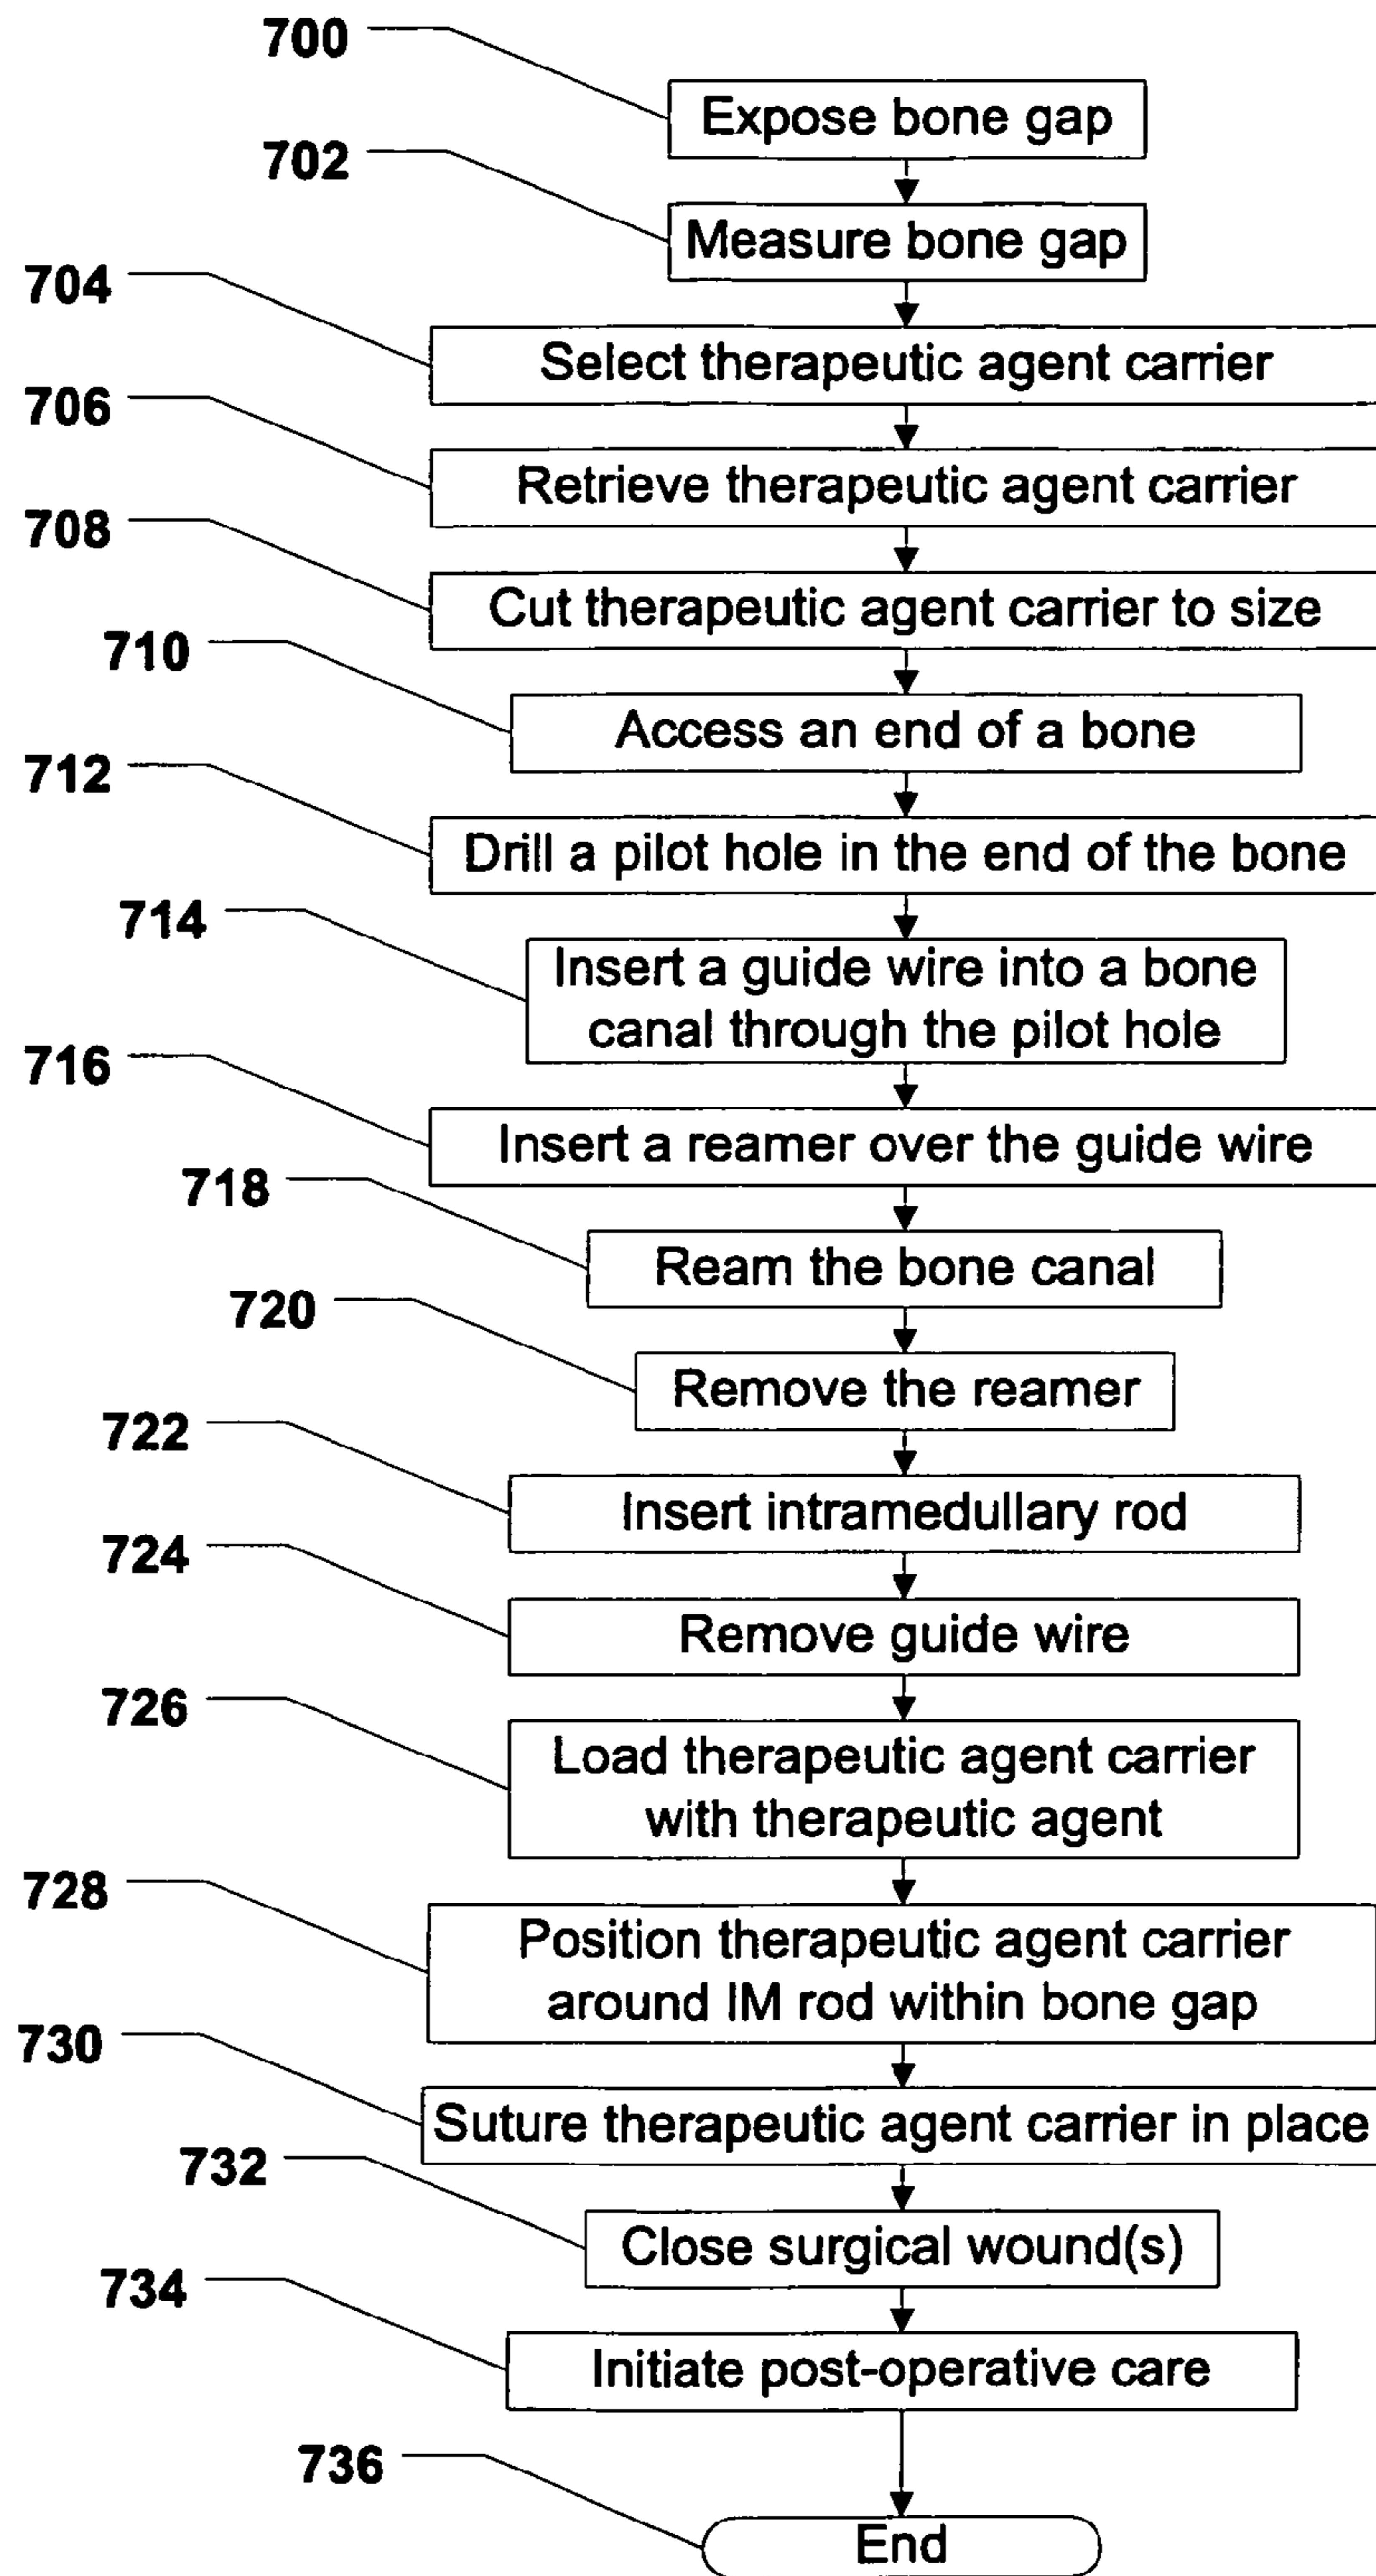 700
Expose bone gap
702
Measure bone gap
704
Select therapeutic agent carrier
706
Retrieve therapeutic agent carrier
708
Cut therapeutic agent carrier to size
710
Access an end of a bone
712
Drill a pilot hole in the end of the bone
714
Insert a guide wire into a bone
canal through the pilot hole
716
Insert a reamer over the guide wire
718
Ream the bone canal
720
Remove the reamer
722
Insert intramedullary rod
724
Remove guide wire
726
Load therapeutic agent carrier
with therapeutic agent
728
Position therapeutic agent carrier
around IM rod within bone gap
730
Suture therapeutic agent carrier in place
732
Close surgical wound(s)
734
Initiate post-operative care
736
End